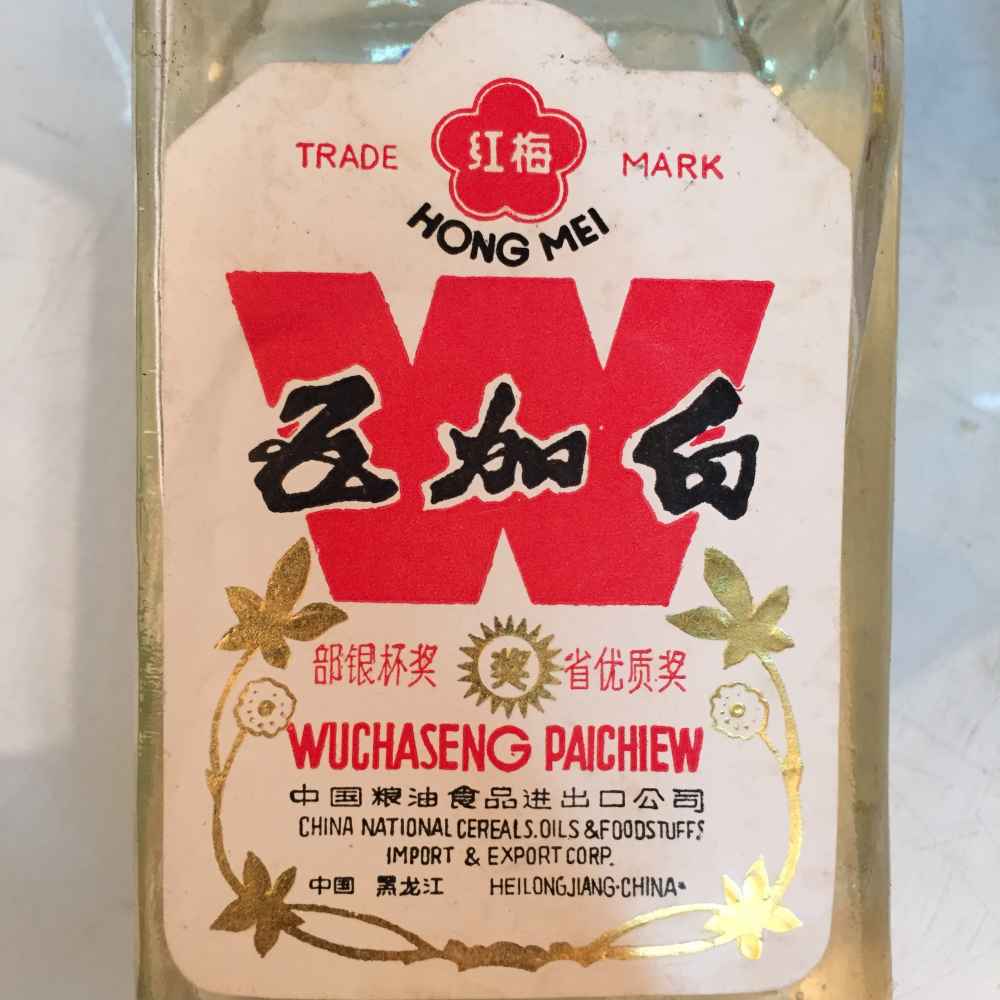 TRADE 红梅 MARK
HONG MEI
W
五加白
部银杯奖 奖 省优质奖
WUCHASENG PAICHIEW
中国粮油食品进出口公司
CHINA NATIONAL CEREALS.OILS &FOODSTUFFS
IMPORT & EXPORT CORP.
中国 黑龙江 HEILONGJIANG·CHINA·